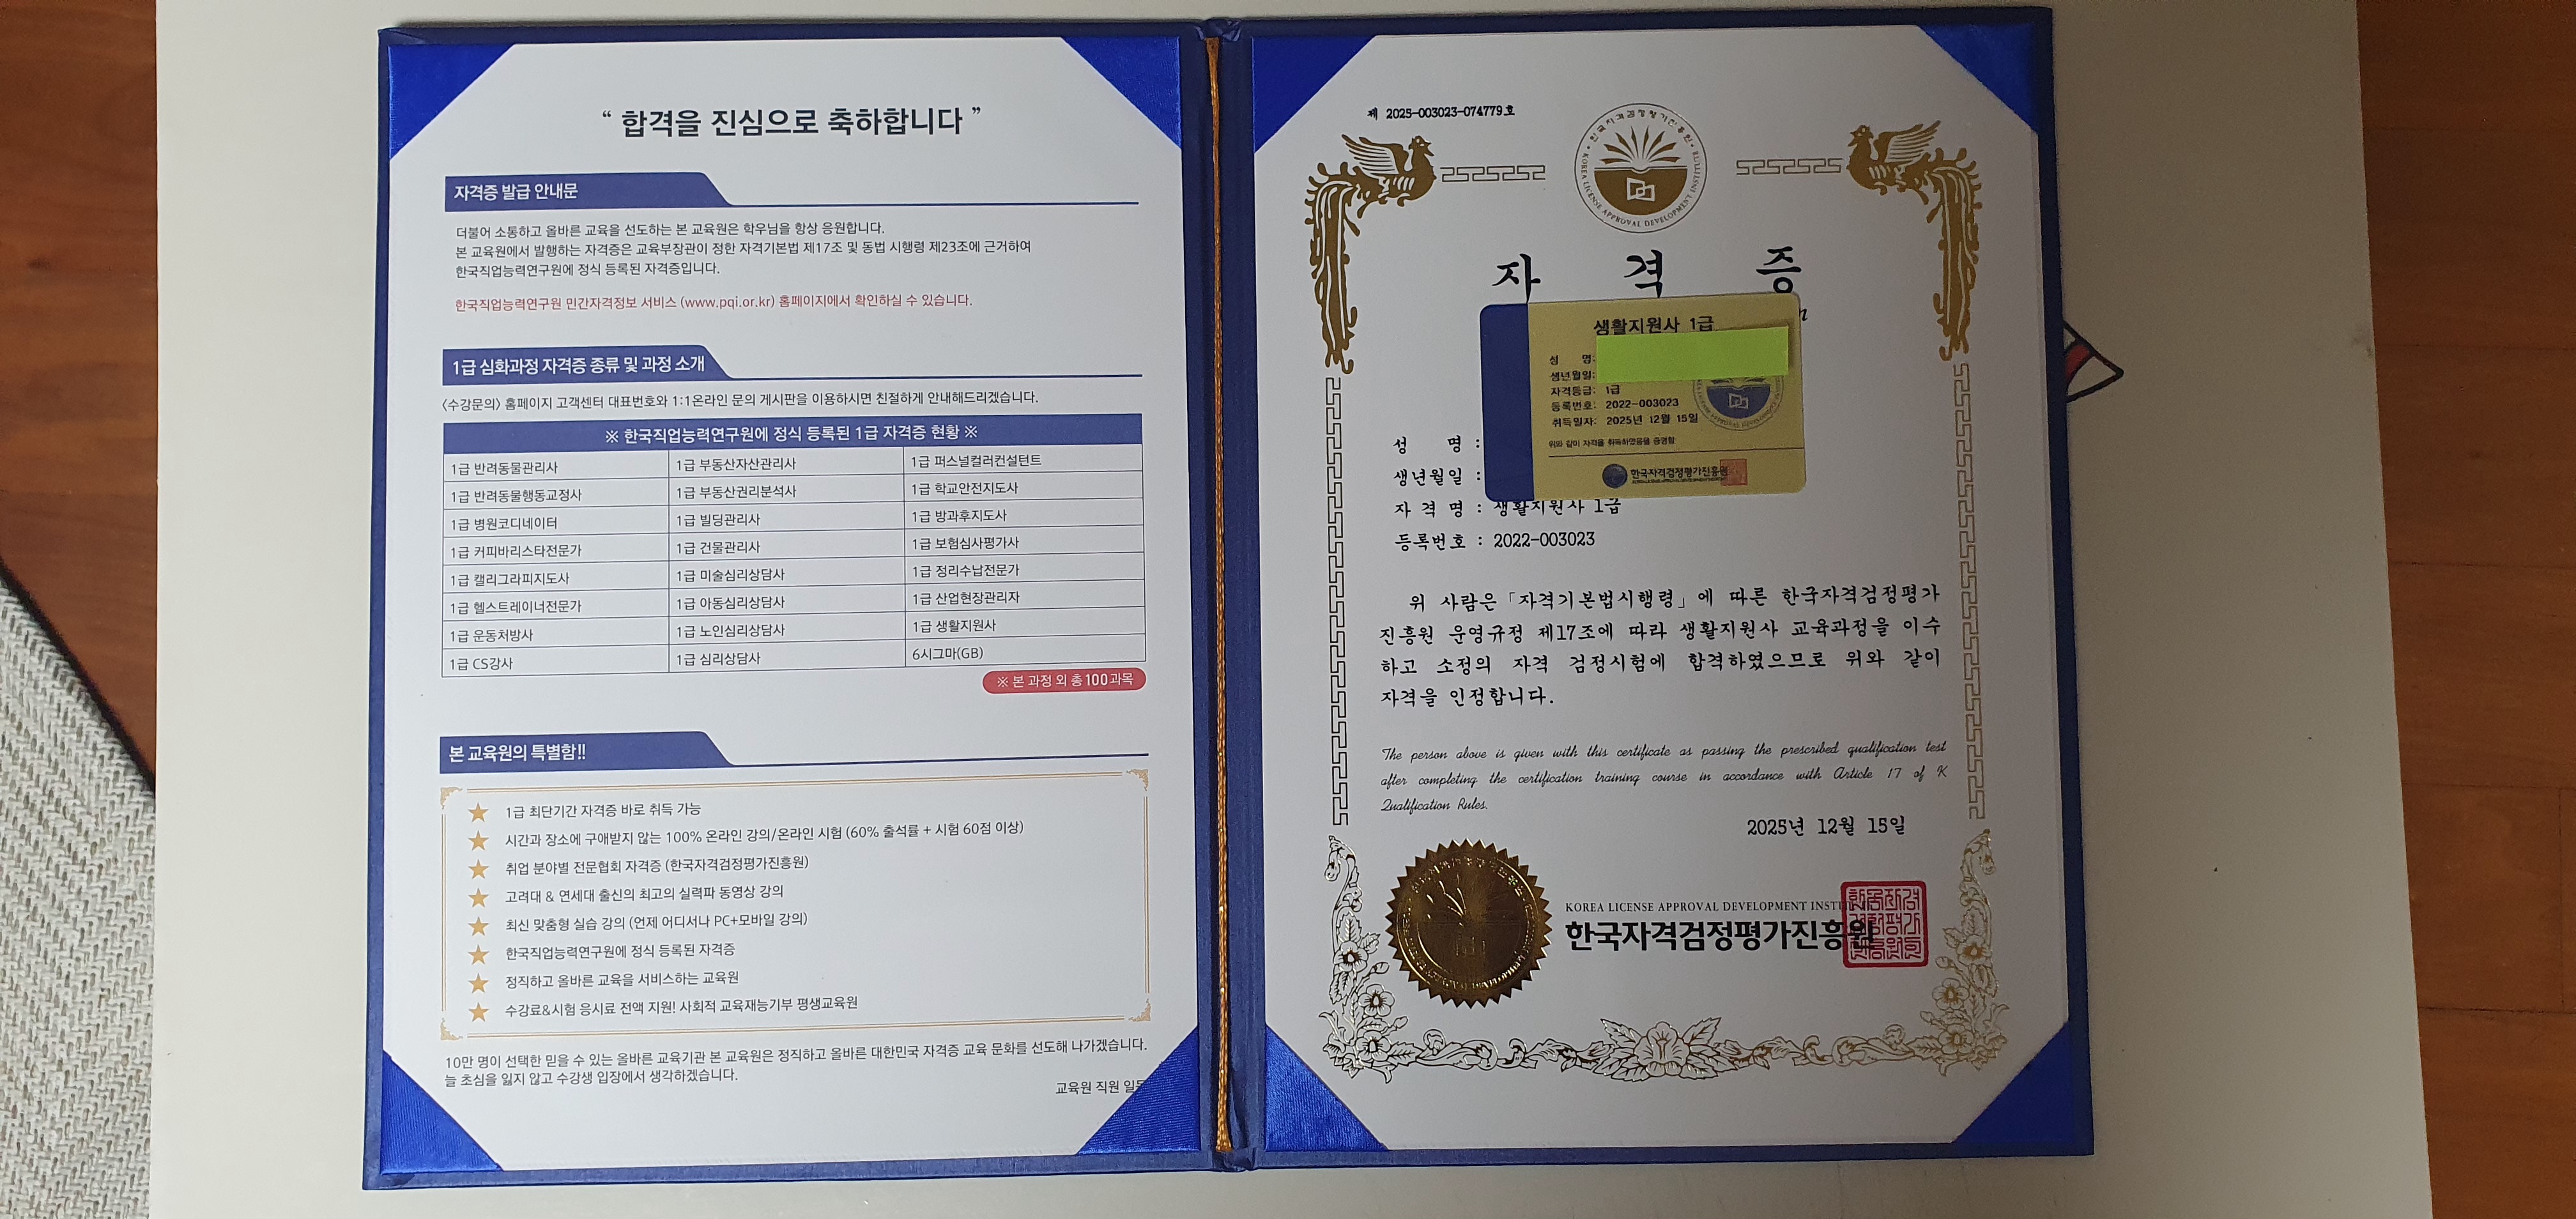 “ 합격을 진심으로 축하합니다 ”
자격증 발급 안내문
더불어 소통하고 올바른 교육을 선도하는 본 교육원은 학우님을 항상 응원합니다.
본 교육원에서 발행하는 자격증은 교육부장관이 정한 자격기본법 제17조 및 동법 시행령 제23조에 근거하여
한국직업능력연구원에 정식 등록된 자격증입니다.
한국직업능력연구원 민간자격정보 서비스 (www.pqi.or.kr) 홈페이지에서 확인하실 수 있습니다.
1급 심화과정 자격증 종류 및 과정 소개
〈수강문의〉 홈페이지 고객센터 대표번호와 1:1온라인 문의 게시판을 이용하시면 친절하게 안내해드리겠습니다.
※ 한국직업능력연구원에 정식 등록된 1급 자격증 현황 ※
1급 반려동물관리사 1급 부동산자산관리사 1급 퍼스널컬러컨설턴트
1급 반려동물행동교정사 1급 부동산권리분석사 1급 학교안전지도사
1급 병원코디네이터 1급 빌딩관리사 1급 방과후지도사
1급 커피바리스타전문가 1급 건물관리사 1급 보험심사평가사
1급 캘리그라피지도사 1급 미술심리상담사 1급 정리수납전문가
1급 헬스트레이너전문가 1급 아동심리상담사 1급 산업현장관리자
1급 운동처방사 1급 노인심리상담사 1급 생활지원사
1급 CS강사 1급 심리상담사 6시그마(GB)
※ 본 과정 외 총 100과목
본 교육원의 특별함!!
1급 최단기간 자격증 바로 취득 가능
시간과 장소에 구애받지 않는 100% 온라인 강의/온라인 시험 (60% 출석률 + 시험 60점 이상)
취업 분야별 전문협회 자격증 (한국자격검정평가진흥원)
고려대 & 연세대 출신의 최고의 실력파 동영상 강의
최신 맞춤형 실습 강의 (언제 어디서나 PC+모바일 강의)
한국직업능력연구원에 정식 등록된 자격증
정직하고 올바른 교육을 서비스하는 교육원
수강료&시험 응시료 전액 지원! 사회적 교육재능기부 평생교육원
10만 명이 선택한 믿을 수 있는 올바른 교육기관 본 교육원은 정직하고 올바른 대한민국 자격증 교육 문화를 선도해 나가겠습니다.
늘 초심을 잃지 않고 수강생 입장에서 생각하겠습니다.
교육원 직원 일동
제 2025-003023-074779호
한국자격검정평가진흥원
KOREA LICENSE APPROVAL DEVELOPMENT INSTITUTE
자 격 증
생활지원사 1급
성 명:
생년월일:
자격등급: 1급
등록번호: 2022-003023
취득일자: 2025년 12월 15일
위와 같이 자격을 취득하였음을 증명함
한국자격검정평가진흥원
성 명 :
생년월일 :
자 격 명 : 생활지원사 1급
등록번호 : 2022-003023
위 사람은 「자격기본법시행령」에 따른 한국자격검정평가
진흥원 운영규정 제17조에 따라 생활지원사 교육과정을 이수
하고 소정의 자격 검정시험에 합격하였으므로 위와 같이
자격을 인정합니다.
The person above is given with this certificate as passing the prescribed qualification test
after completing the certification training course in accordance with Article 17 of K
Qualification Rules.
2025년 12월 15일
KOREA LICENSE APPROVAL DEVELOPMENT INSTITUTE
한국자격검정평가진흥원